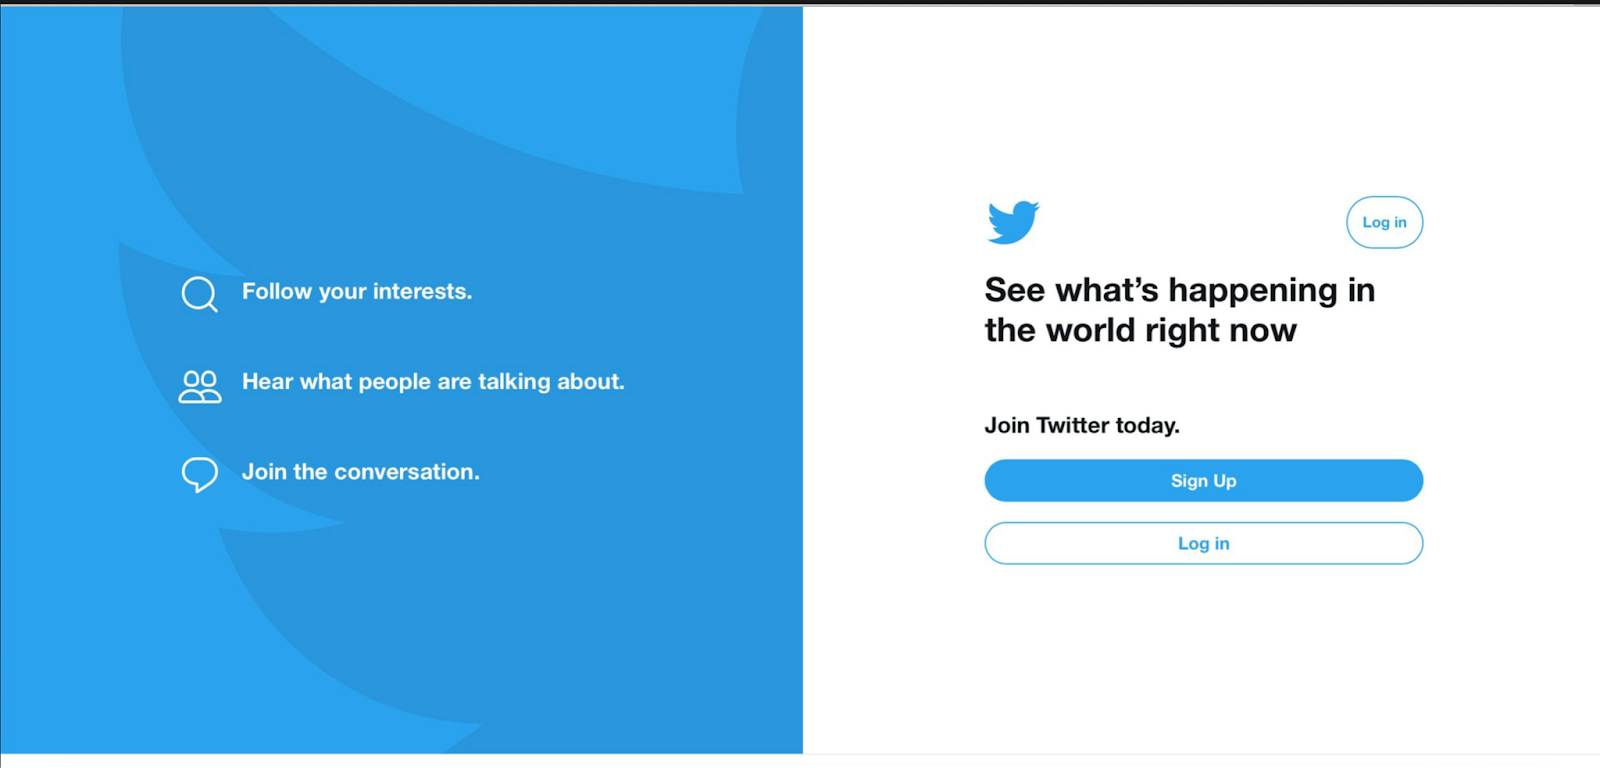 Follow your interests.
Hear what people are talking about.
Join the conversation.
Log in
See what’s happening in
the world right now
Join Twitter today.
Sign Up
Log in